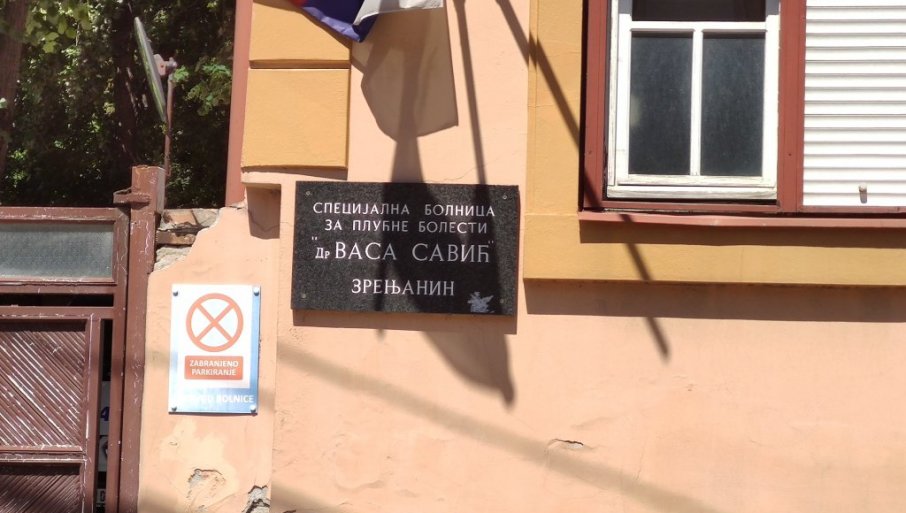 СПЕЦИЈАЛНА БОЛНИЦА
ЗА ПЛУЋНЕ БОЛЕСТИ
"ДР ВАСА САВИЋ"
ЗРЕЊАНИН
ZABRANJENO
PARKIRANJE
BOLNICE